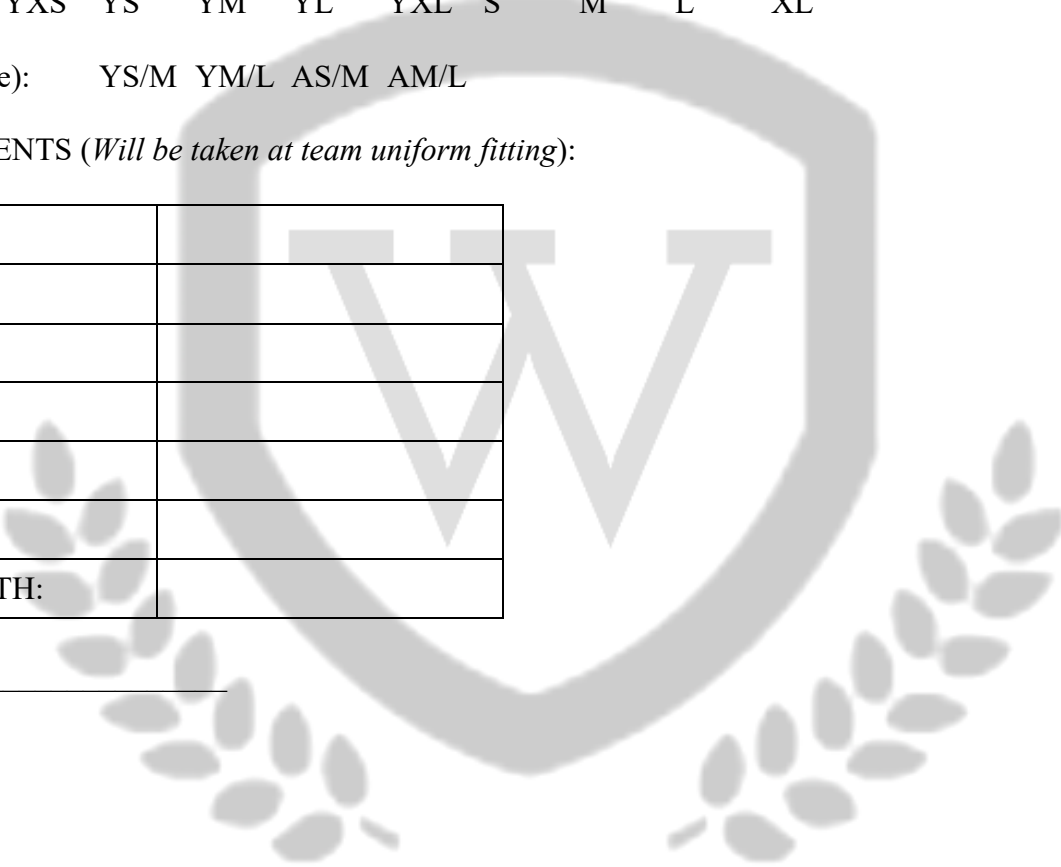 YXS YS YM YL YXL S M L XL
e): YS/M YM/L AS/M AM/L
ENTS (Will be taken at team uniform fitting):
W
TH: